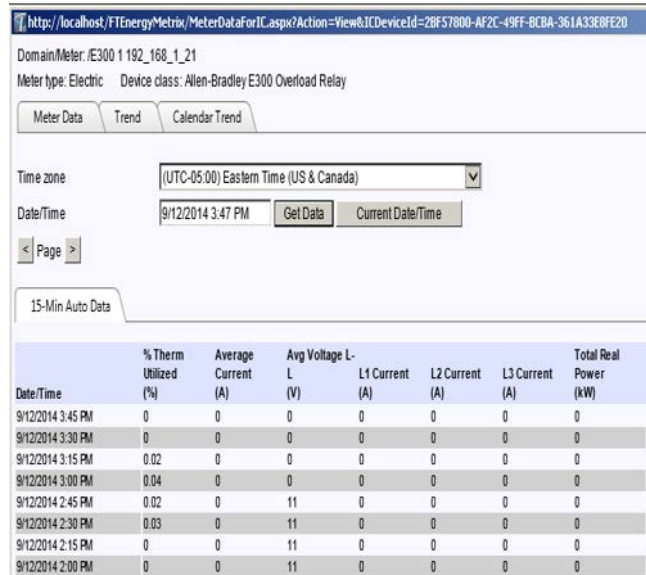 http://localhost/FTEnergyMetrix/MeterDataForIC.aspx?Action=View&ICDeviceId=2BF57800-AF2C-49FF-BCBA-361A33E8FE20
Domain/Meter: /E300 1 192_168_1_21
Meter type: Electric Device class: Allen-Bradley E300 Overload Relay
Meter Data Trend Calendar Trend
Time zone (UTC-05:00) Eastern Time (US & Canada)
Date/Time 9/12/2014 3:47 PM Get Data Current Date/Time
< Page >
15-Min Auto Data
% Therm Average Avg Voltage L- Total Real
Utilized Current L L1 Current L2 Current L3 Current Power
Date/Time (%) (A) (V) (A) (A) (A) (kW)
9/12/2014 3:45 PM 0 0 0 0 0 0 0
9/12/2014 3:30 PM 0 0 0 0 0 0 0
9/12/2014 3:15 PM 0.02 0 0 0 0 0 0
9/12/2014 3:00 PM 0.04 0 0 0 0 0 0
9/12/2014 2:45 PM 0.02 0 11 0 0 0 0
9/12/2014 2:30 PM 0.03 0 11 0 0 0 0
9/12/2014 2:15 PM 0 0 11 0 0 0 0
9/12/2014 2:00 PM 0 0 11 0 0 0 0